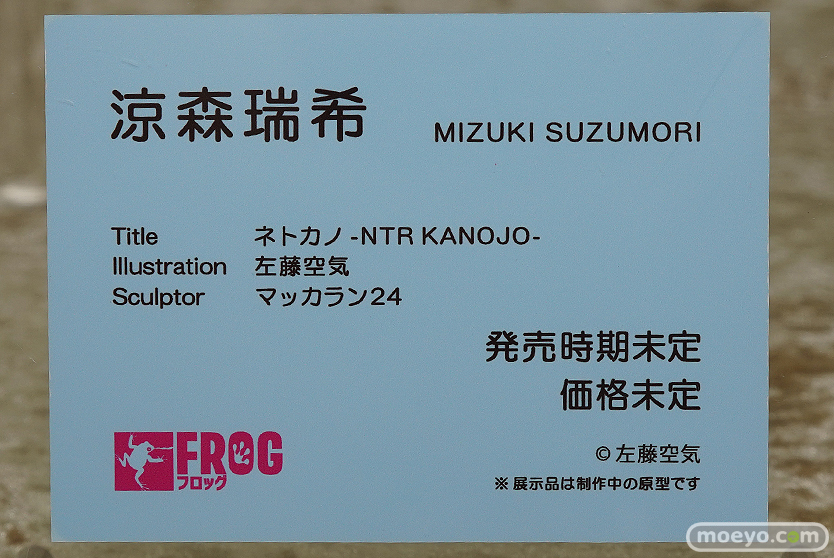 涼森瑞希 MIZUKI SUZUMORI
Title ネトカノ -NTR KANOJO-
Illustration 左藤空気
Sculptor マッカラン24
発売時期未定
価格未定
FROG
フロッグ
©左藤空気
※展示品は制作中の原型です
moeyo.com